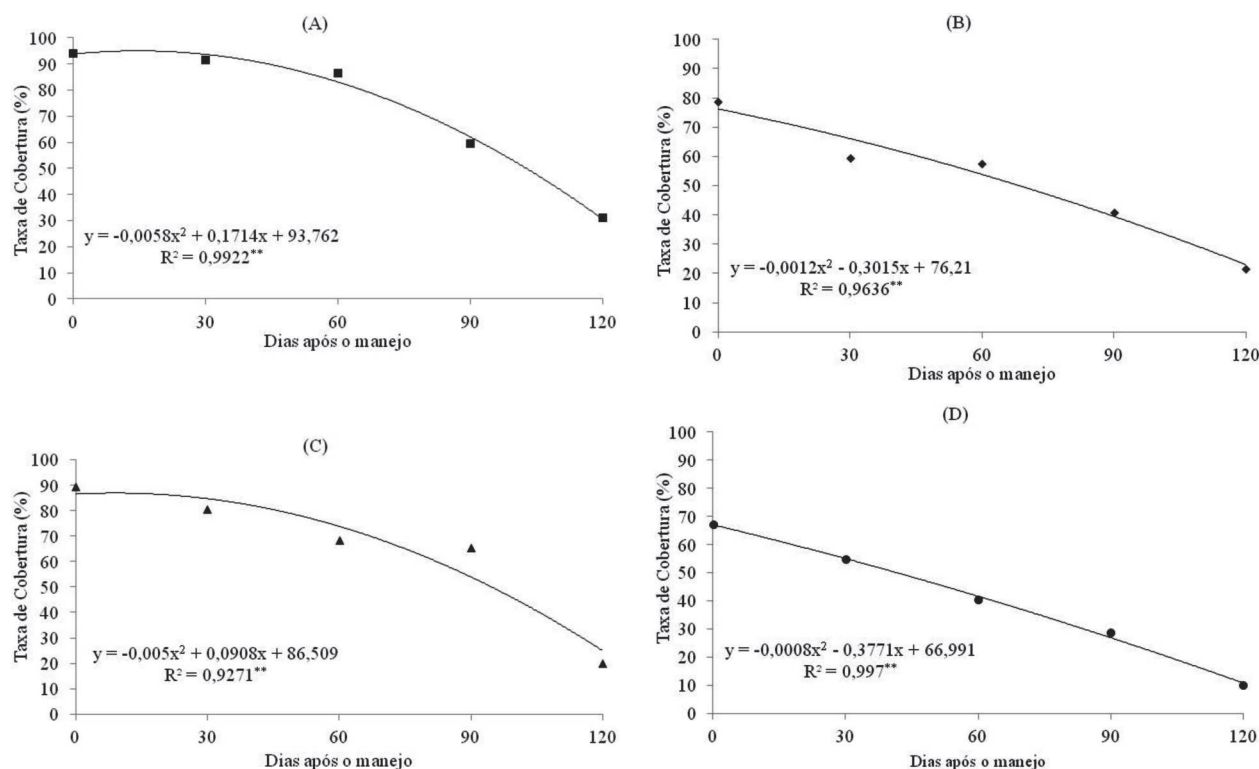 (A)
100
90
80
70
60
50
40
30
20
10
0
Taxa de Cobertura (%)
y = -0,0058x² + 0,1714x + 93,762
R² = 0,9922**
0 30 60 90 120
Dias após o manejo
(B)
100
90
80
70
60
50
40
30
20
10
0
Taxa de Cobertura (%)
y = -0,0012x² - 0,3015x + 76,21
R² = 0,9636**
0 30 60 90 120
Dias após o manejo
(C)
100
90
80
70
60
50
40
30
20
10
0
Taxa de Cobertura (%)
y = -0,005x² + 0,0908x + 86,509
R² = 0,9271**
0 30 60 90 120
Dias após o manejo
(D)
100
90
80
70
60
50
40
30
20
10
0
Taxa de Cobertura (%)
y = -0,0008x² - 0,3771x + 66,991
R² = 0,997**
0 30 60 90 120
Dias após o manejo